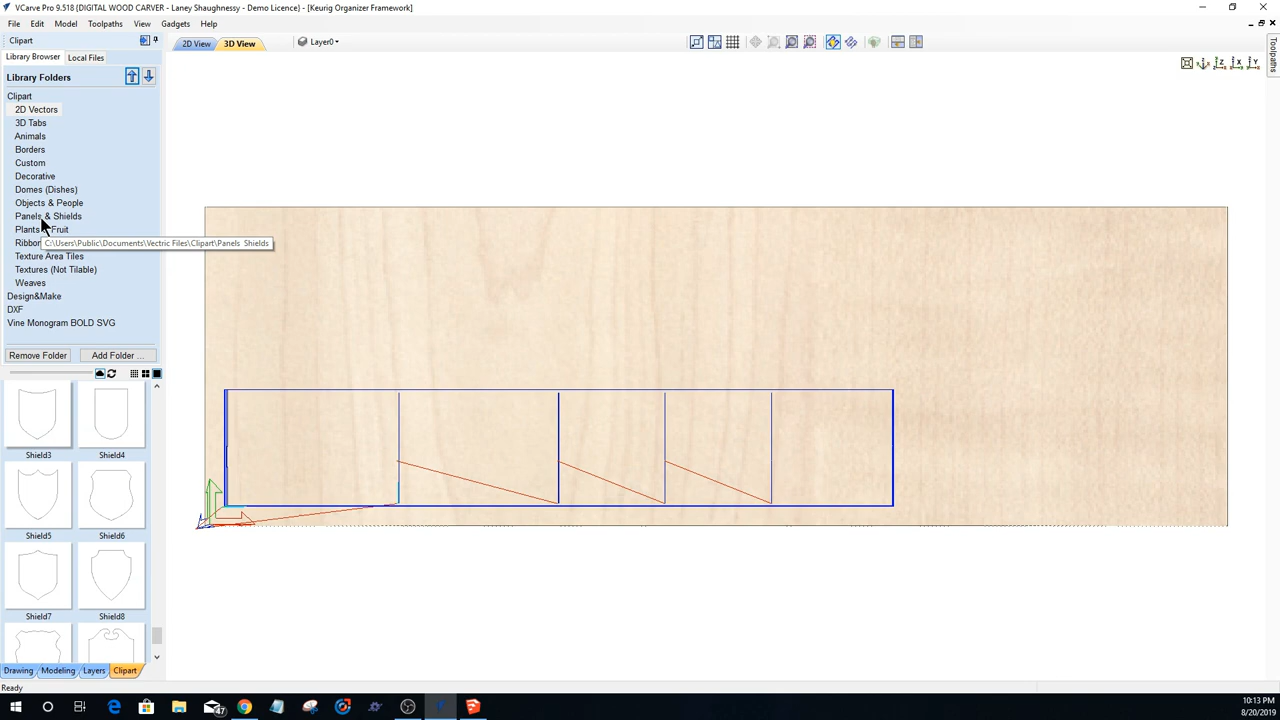 VCarve Pro 9.518 {DIGITAL WOOD CARVER - Laney Shaughnessy - Demo Licence} - [Keurig Organizer Framework]
File Edit Model Toolpaths View Gadgets Help
Clipart
2D View 3D View Layer0
Library Browser Local Files
Toolpaths
Library Folders
Clipart
2D Vectors
3D Tabs
Animals
Borders
Custom
Decorative
Domes (Dishes)
Objects & People
Panels & Shields
Plants Fruit
Ribbon
C:\Users\Public\Documents\Vectric Files\Clipart\Panels Shields
Texture Area Tiles
Textures (Not Tilable)
Weaves
Design&Make
DXF
Vine Monogram BOLD SVG
Remove Folder Add Folder ...
Shield3 Shield4
Shield5 Shield6
Shield7 Shield8
Drawing Modeling Layers Clipart
Ready
47
10:13 PM
8/20/2019